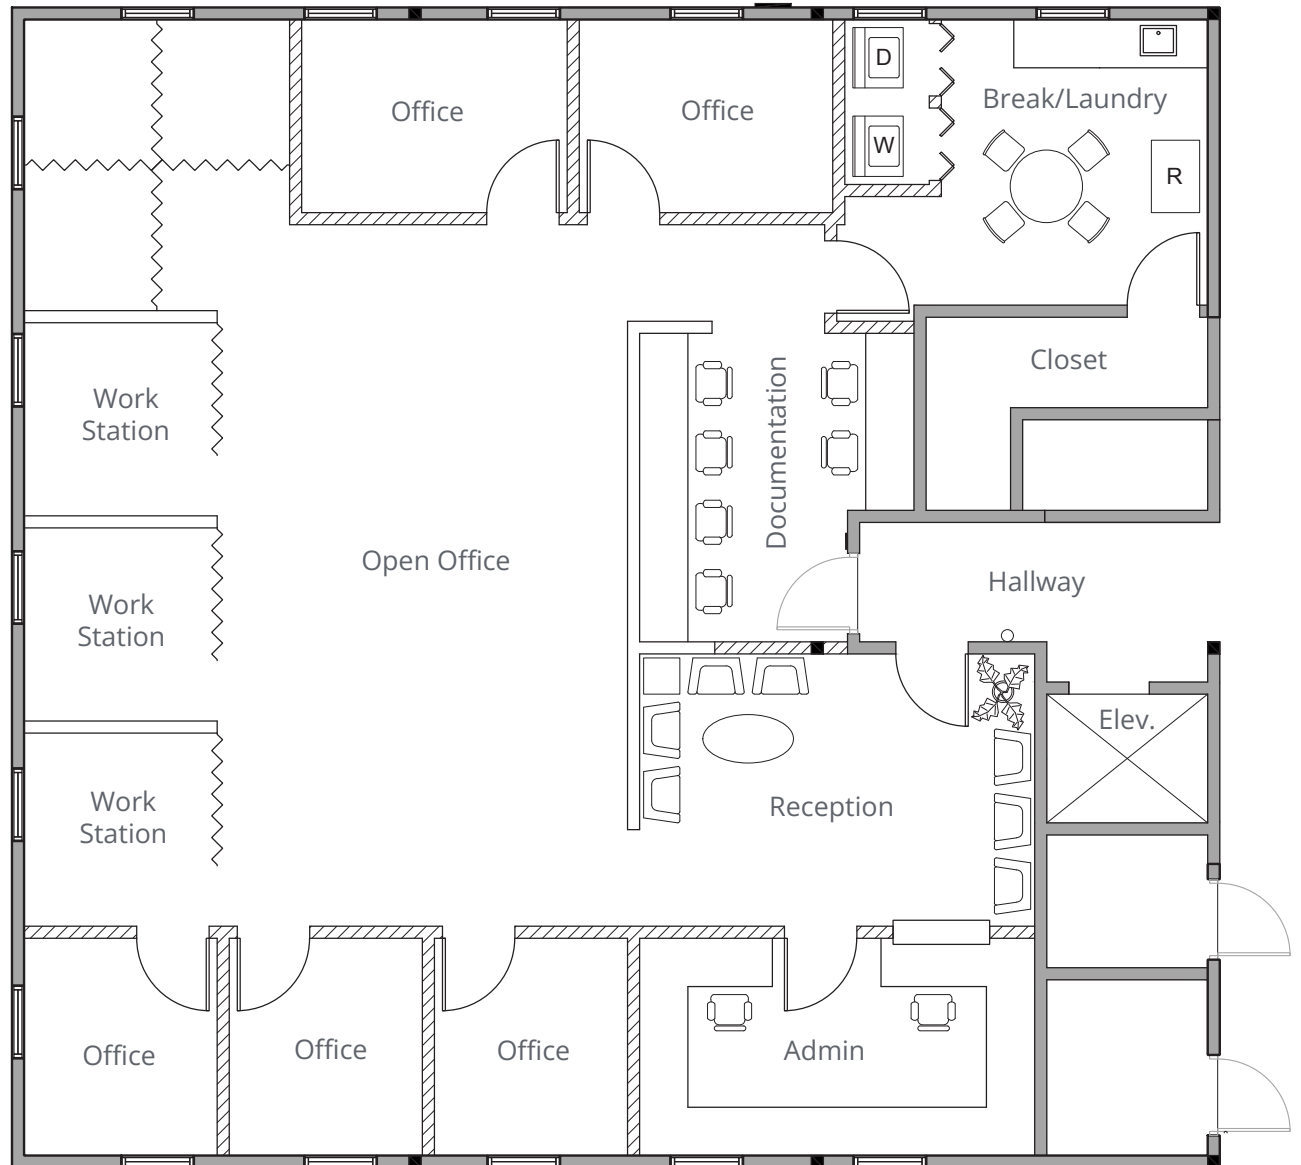 D
Office
Office
Break/Laundry
W
R
Closet
Work
Station
Documentation
Open Office
Hallway
Work
Station
Elev.
Work
Station
Reception
Office
Office
Office
Admin